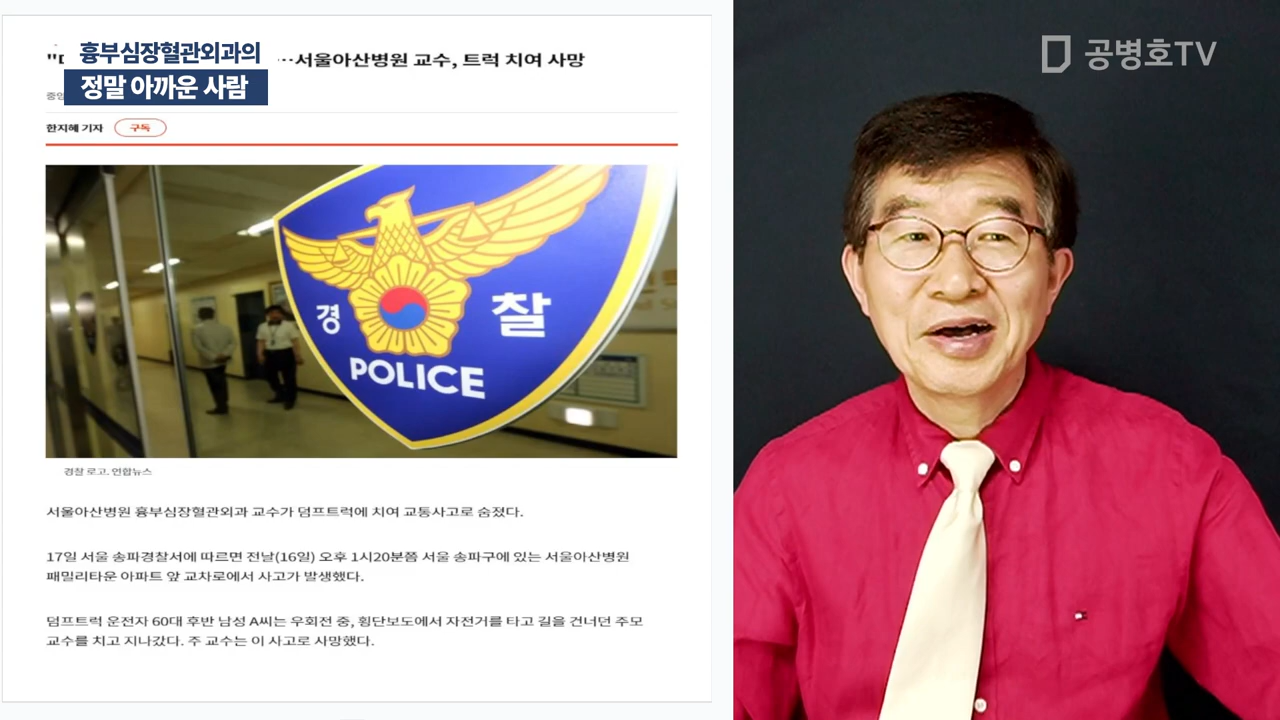 흉부심장혈관외과의
정말 아까운 사람
…서울아산병원 교수, 트럭 치여 사망
중앙
한지혜 기자
구독
공병호TV
경 찰
POLICE
경찰 로고. 연합뉴스
서울아산병원 흉부심장혈관외과 교수가 덤프트럭에 치여 교통사고로 숨졌다.
17일 서울 송파경찰서에 따르면 전날(16일) 오후 1시20분쯤 서울 송파구에 있는 서울아산병원
패밀리타운 아파트 앞 교차로에서 사고가 발생했다.
덤프트럭 운전자 60대 후반 남성 A씨는 우회전 중, 횡단보도에서 자전거를 타고 길을 건너던 주모
교수를 치고 지나갔다. 주 교수는 이 사고로 사망했다.